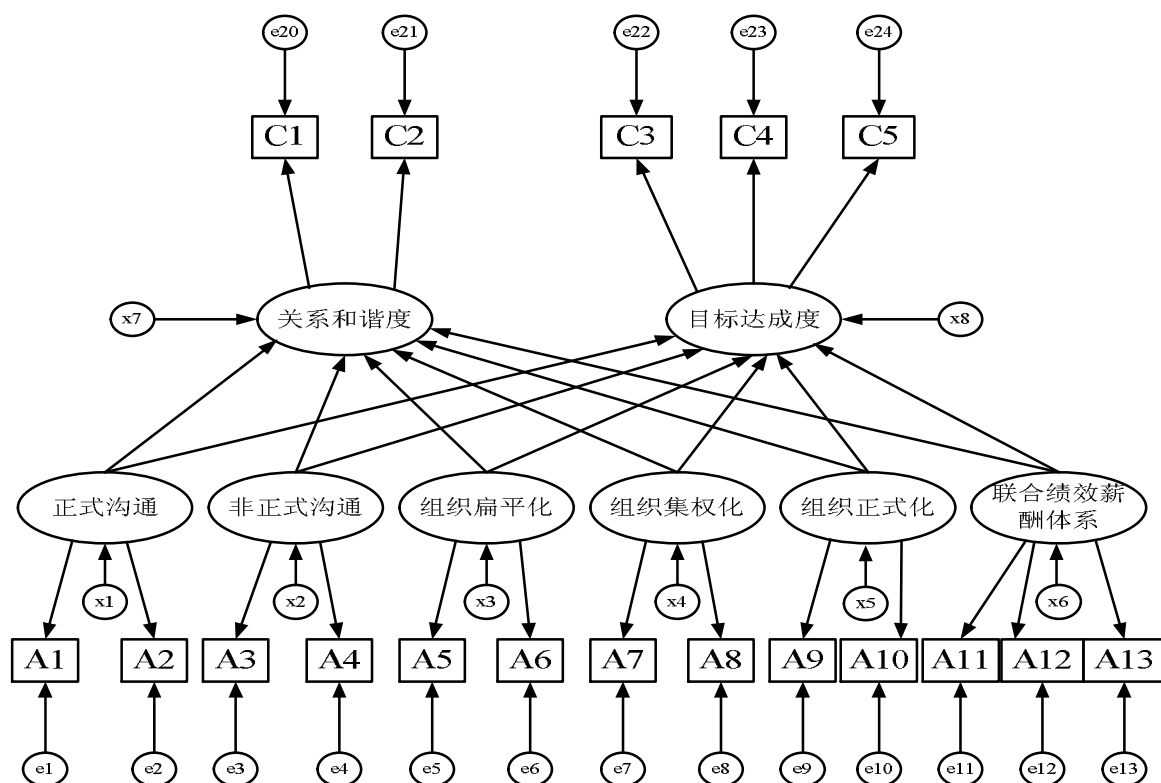 e20 e21 e22 e23 e24
C1 C2 C3 C4 C5
x7 关系和谐度 目标达成度 x8
正式沟通 非正式沟通 组织扁平化 组织集权化 组织正式化 联合绩效薪
酬体系
x1 x2 x3 x4 x5 x6
A1 A2 A3 A4 A5 A6 A7 A8 A9 A10 A11 A12 A13
e1 e2 e3 e4 e5 e6 e7 e8 e9 e10 e11 e12 e13